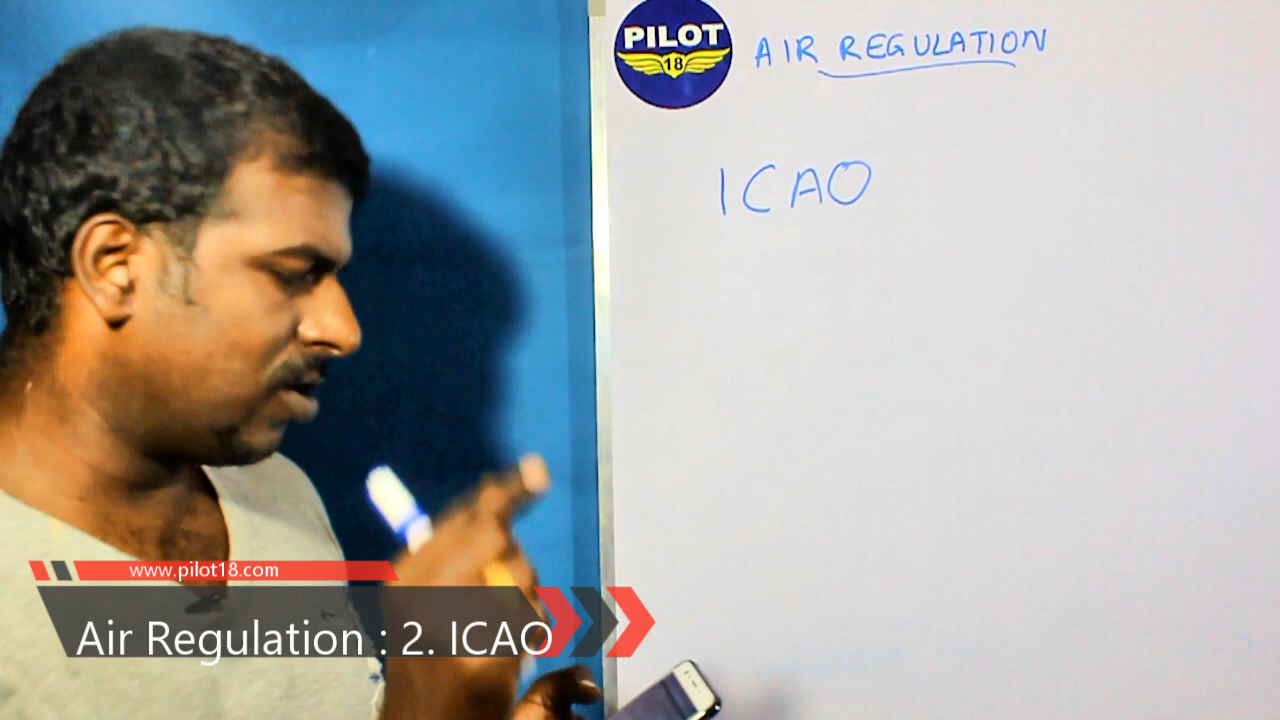 PILOT
18
AIR REGULATION
ICAO
www.pilot18.com
Air Regulation : 2. ICAO